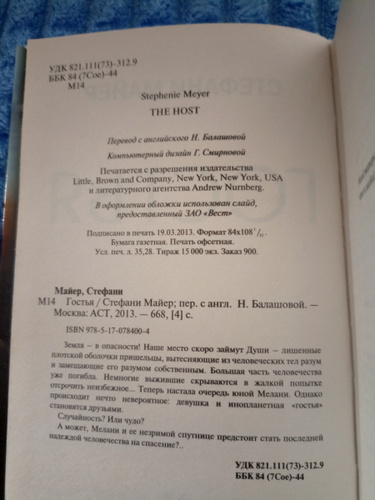 УДК 821.111(73)-312.9
ББК 84 (7Сое)-44
М14
Stephenie Meyer
THE HOST
Перевод с английского Н. Балашовой
Компьютерный дизайн Г. Смирновой
Печатается с разрешения издательства
Little, Brown and Company, New York, New York, USA
и литературного агентства Andrew Nurnberg.
В оформлении обложки использован слайд,
предоставленный ЗАО «Вест»
Подписано в печать 19.03.2013. Формат 84х108 1/32.
Бумага газетная. Печать офсетная.
Усл. печ. л. 35,28. Тираж 15 000 экз. Заказ 900.
Майер, Стефани
М14 Гостья / Стефани Майер; пер. с англ. Н. Балашовой. —
Москва: АСТ, 2013. — 668, [4] с.
ISBN 978-5-17-078400-4
Земля — в опасности! Наше место скоро займут Души — лишенные
плотской оболочки пришельцы, вытесняющие из человеческих тел разум
и замещающие его разумом собственным. Большая часть человечества
уже погибла. Немногие выжившие скрываются в жалкой попытке
отсрочить неизбежное... Теперь настала очередь юной Мелани. Однако
происходит нечто невероятное: девушка и инопланетная «гостья»
становятся друзьями.
Случайность? Или чудо?
А может, Мелани и ее незримой спутнице предстоит стать последней
надеждой человечества на спасение?..
УДК 821.111(73)-312.9
ББК 84 (7Сое)-44